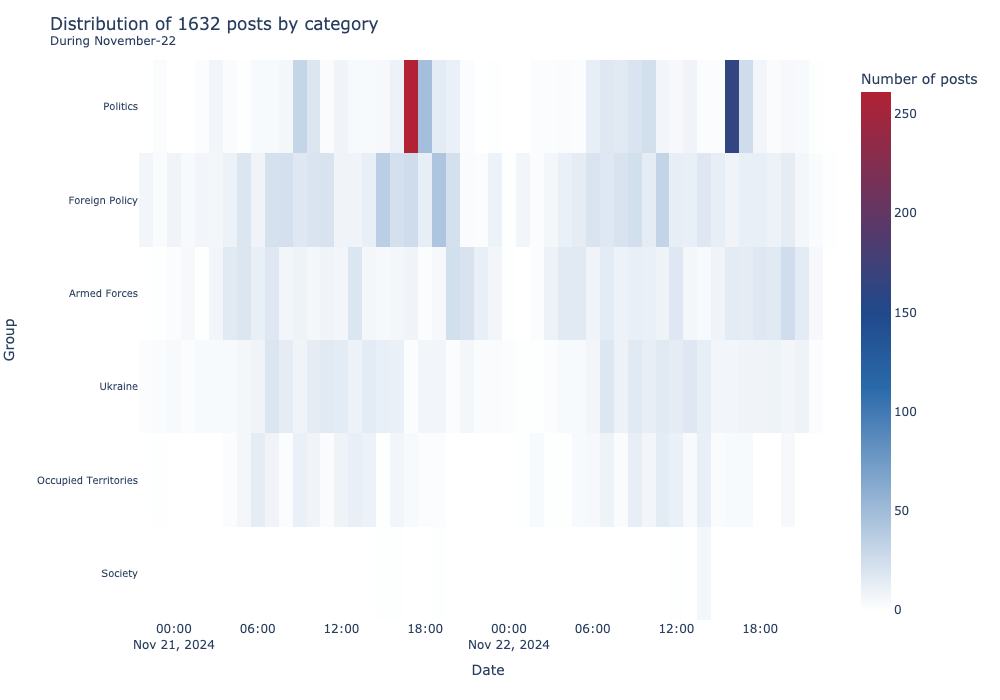 Distribution of 1632 posts by category
During November-22
Number of posts
250
200
150
100
50
0
Group
Politics
Foreign Policy
Armed Forces
Ukraine
Occupied Territories
Society
00:00 06:00 12:00 18:00 00:00 06:00 12:00 18:00
Nov 21, 2024 Nov 22, 2024
Date